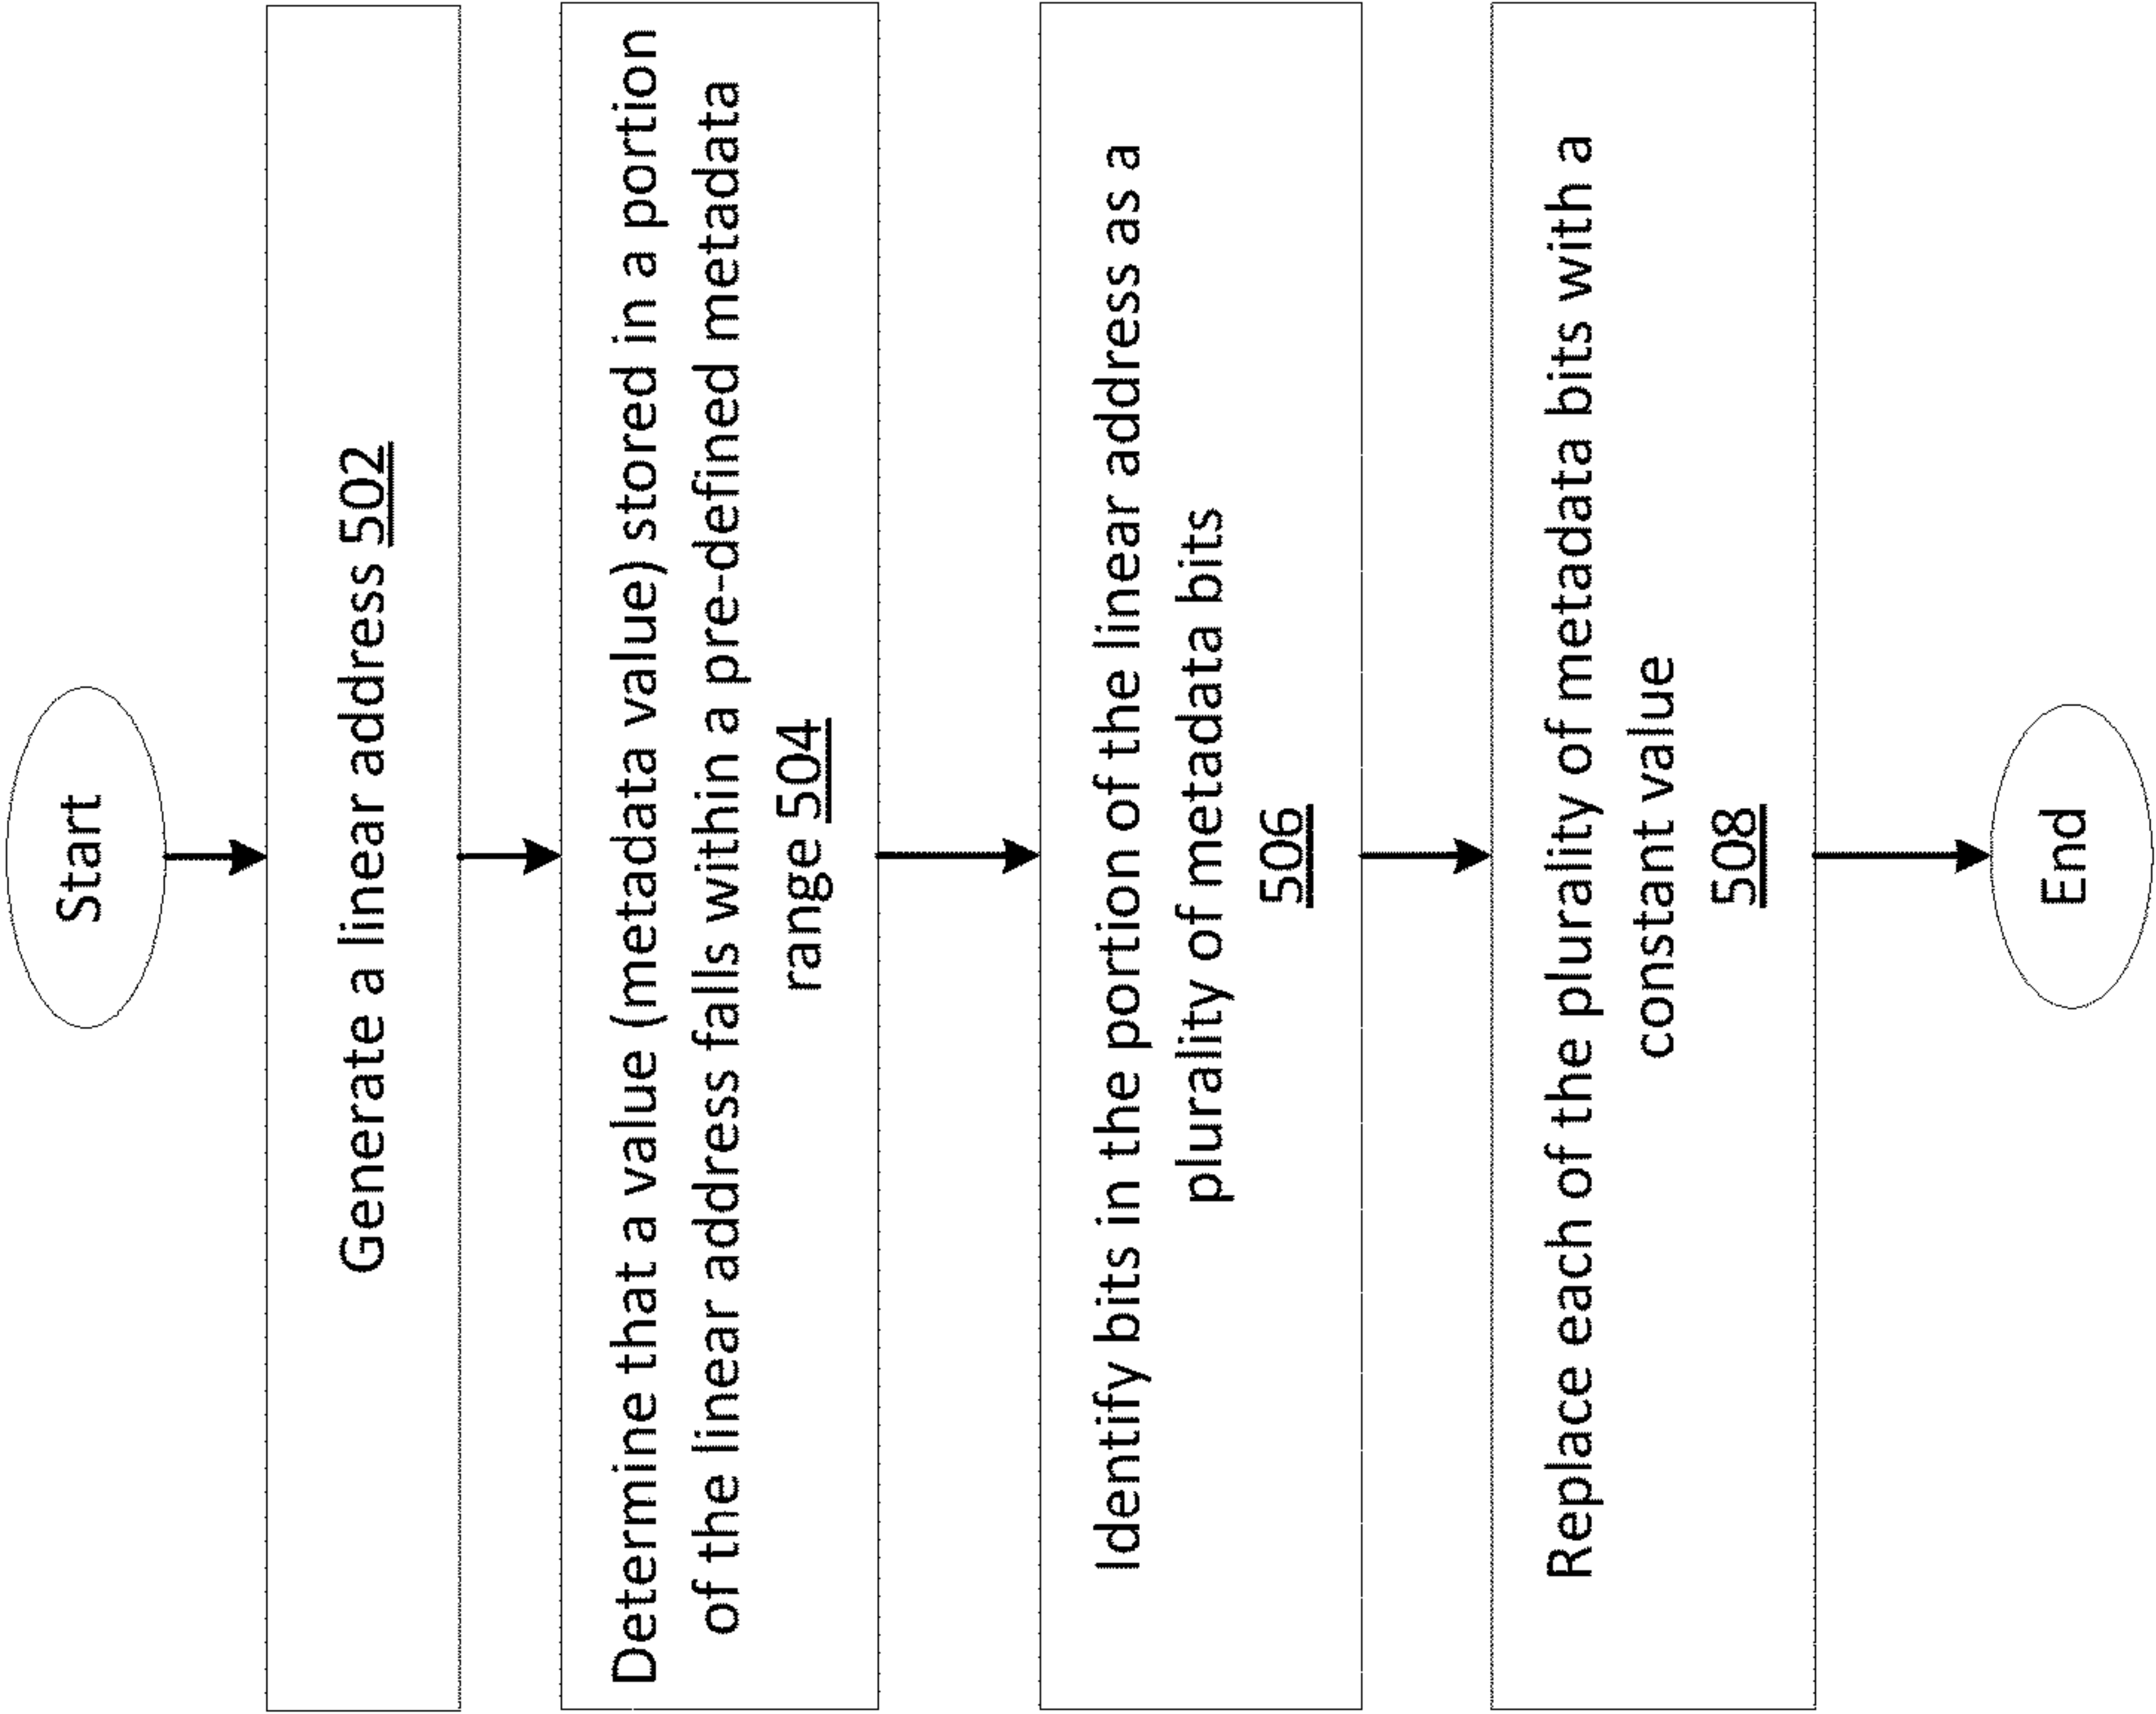 Start
Generate a linear address 502
Determine that a value (metadata value) stored in a portion
of the linear address falls within a pre-defined metadata
range 504
Identify bits in the portion of the linear address as a
plurality of metadata bits
506
Replace each of the plurality of metadata bits with a
constant value
508
End